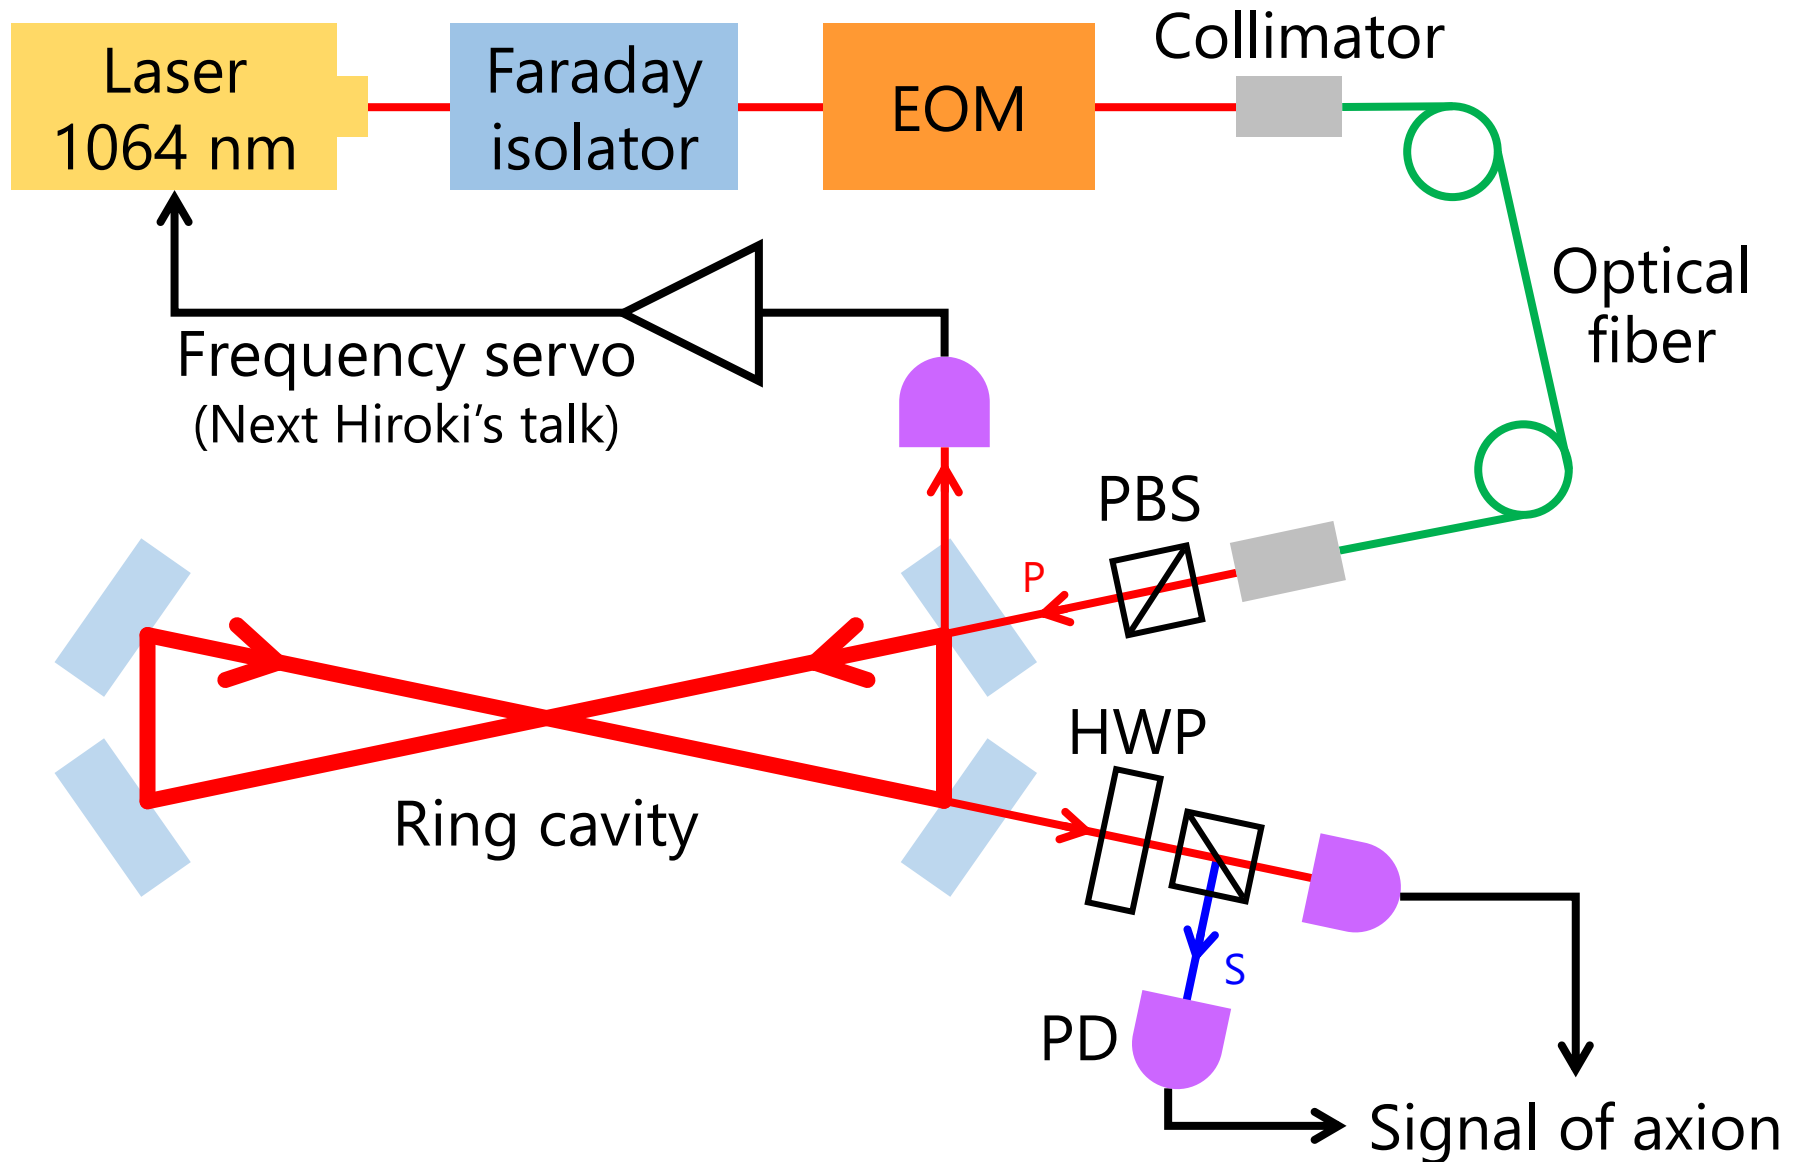 Laser
1064 nm
Faraday
isolator
EOM
Collimator
Optical
fiber
Frequency servo
(Next Hiroki's talk)
PBS
P
HWP
Ring cavity
S
PD
Signal of axion